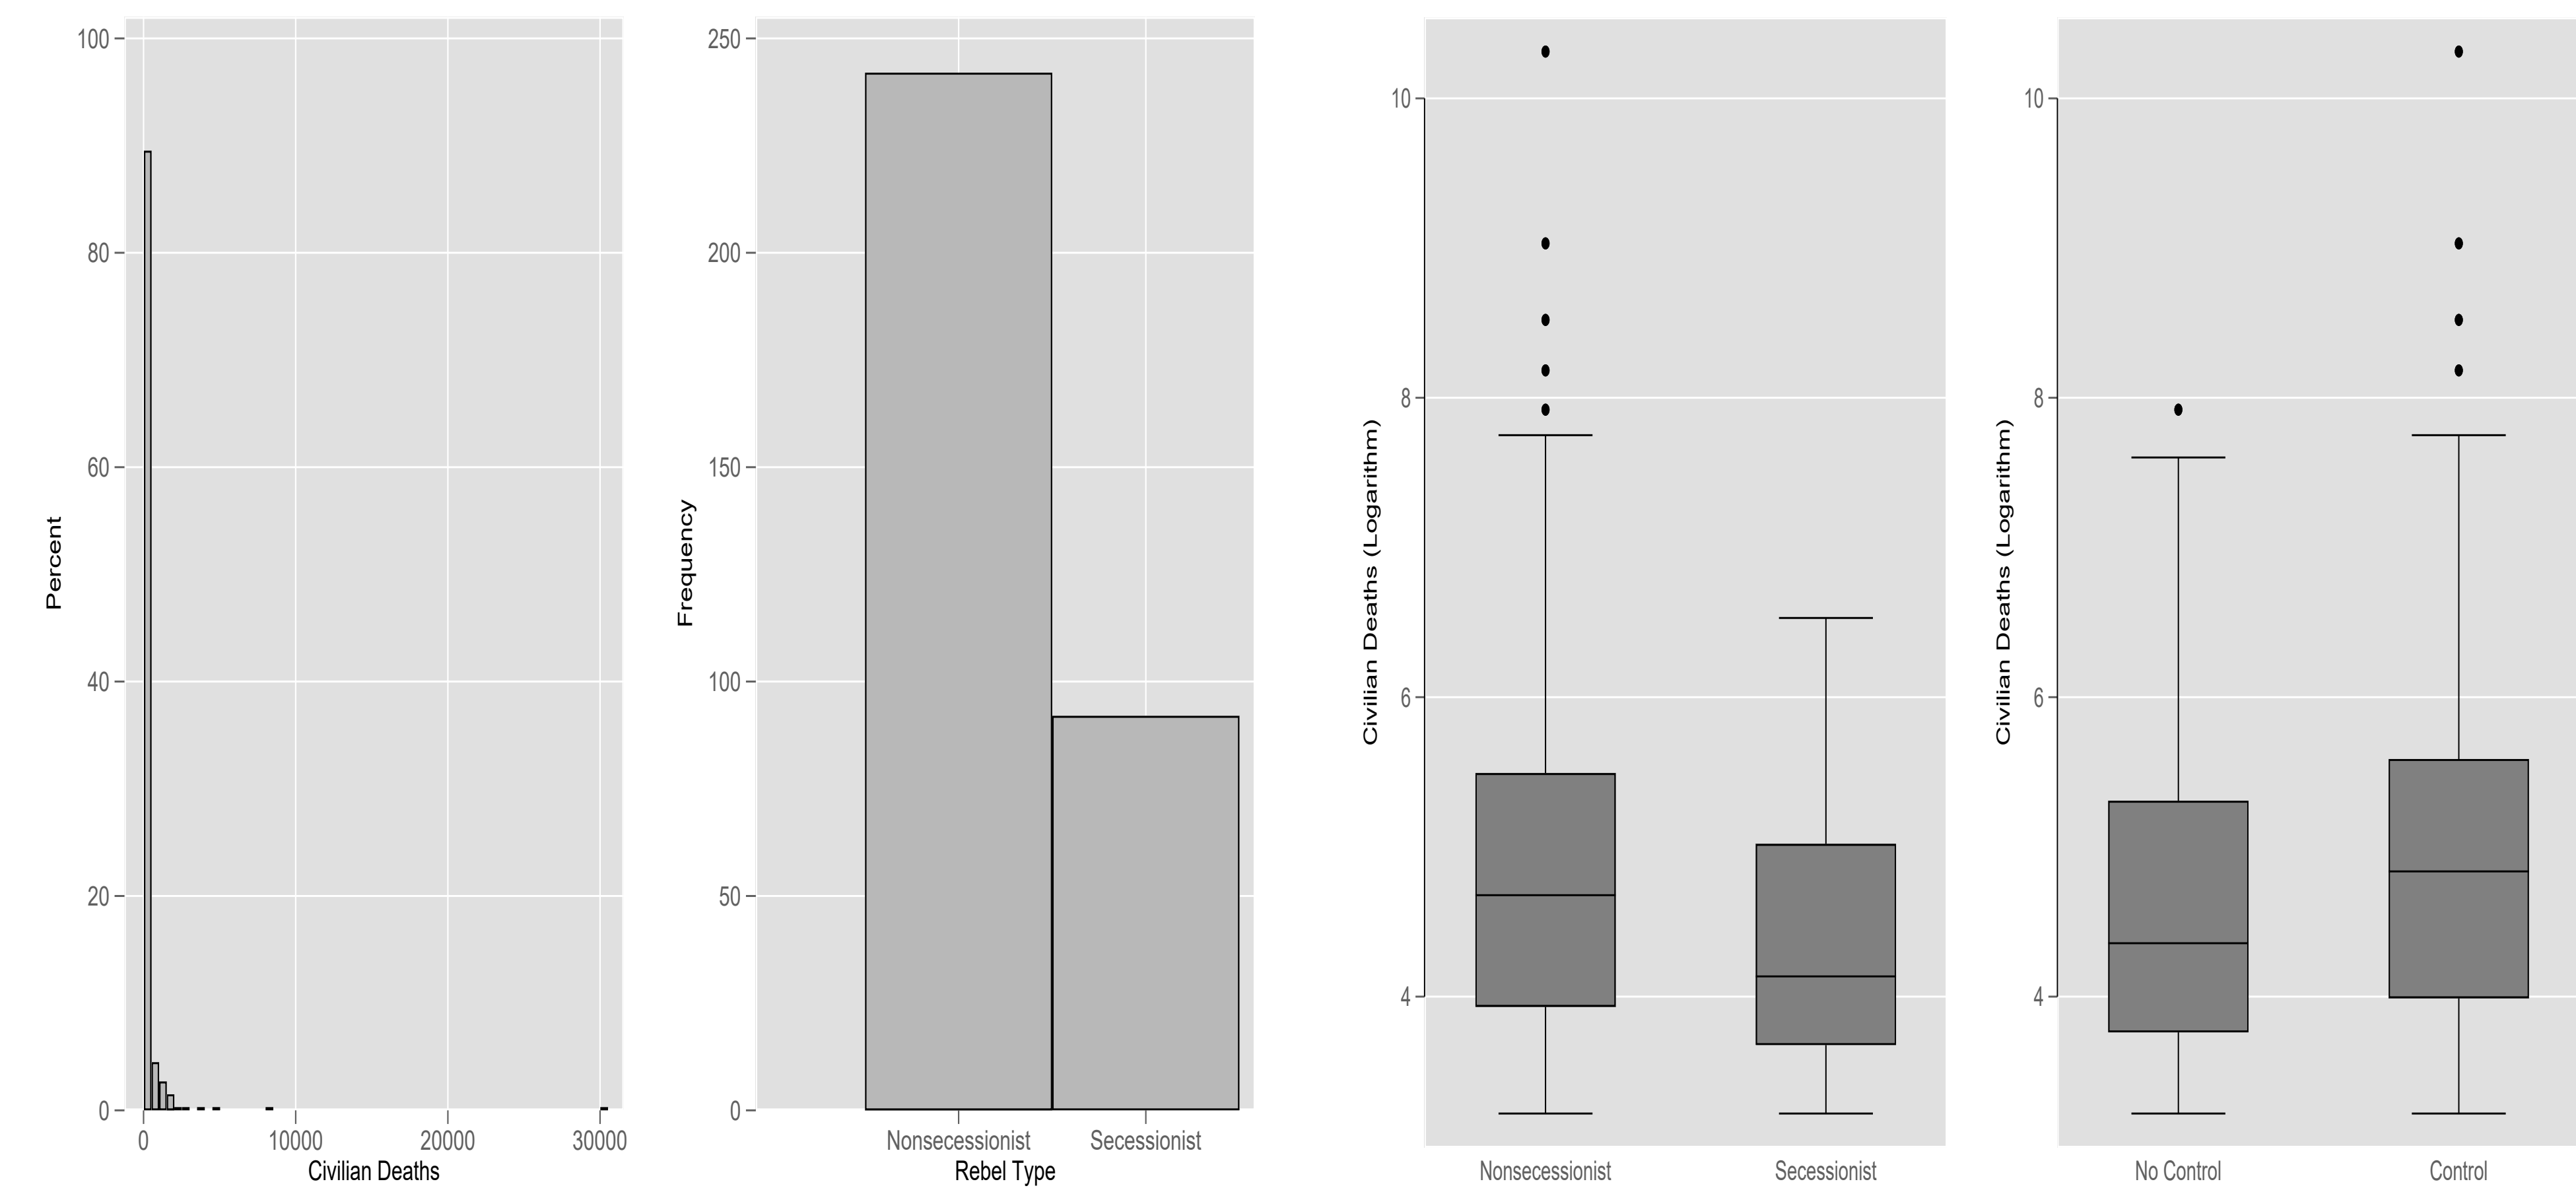 100
80
60
40
20
0
Percent
0 10000 20000 30000
Civilian Deaths
250
200
150
100
50
0
Frequency
Nonsecessionist Secessionist
Rebel Type
10
8
6
4
Civilian Deaths (Logarithm)
Nonsecessionist Secessionist
10
8
6
4
Civilian Deaths (Logarithm)
No Control Control